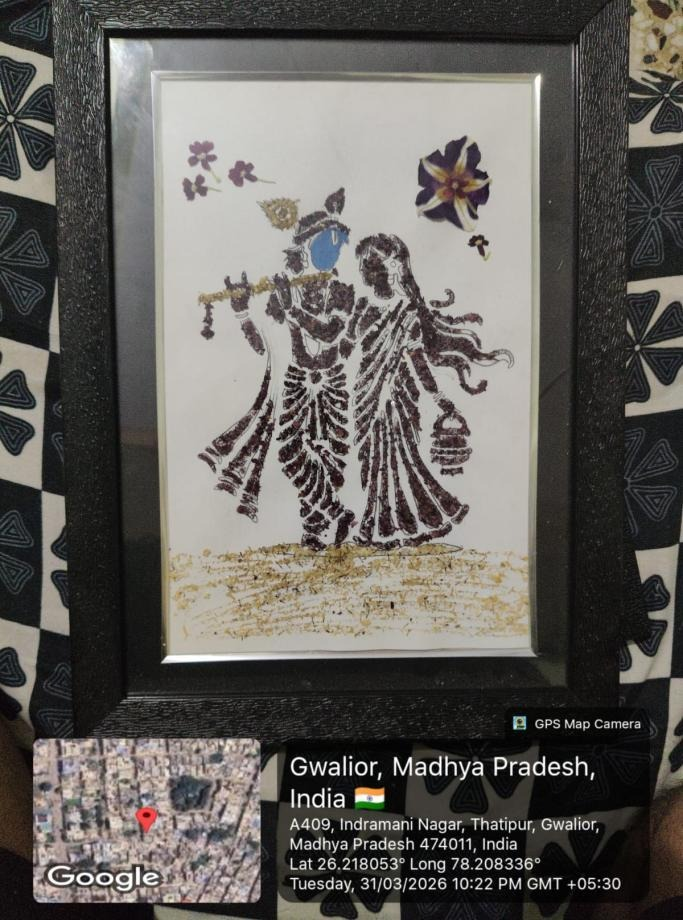 GPS Map Camera
Gwalior, Madhya Pradesh,
India 🇮🇳
A409, Indramani Nagar, Thatipur, Gwalior,
Madhya Pradesh 474011, India
Lat 26.218053° Long 78.208336°
Tuesday, 31/03/2026 10:22 PM GMT +05:30
Google